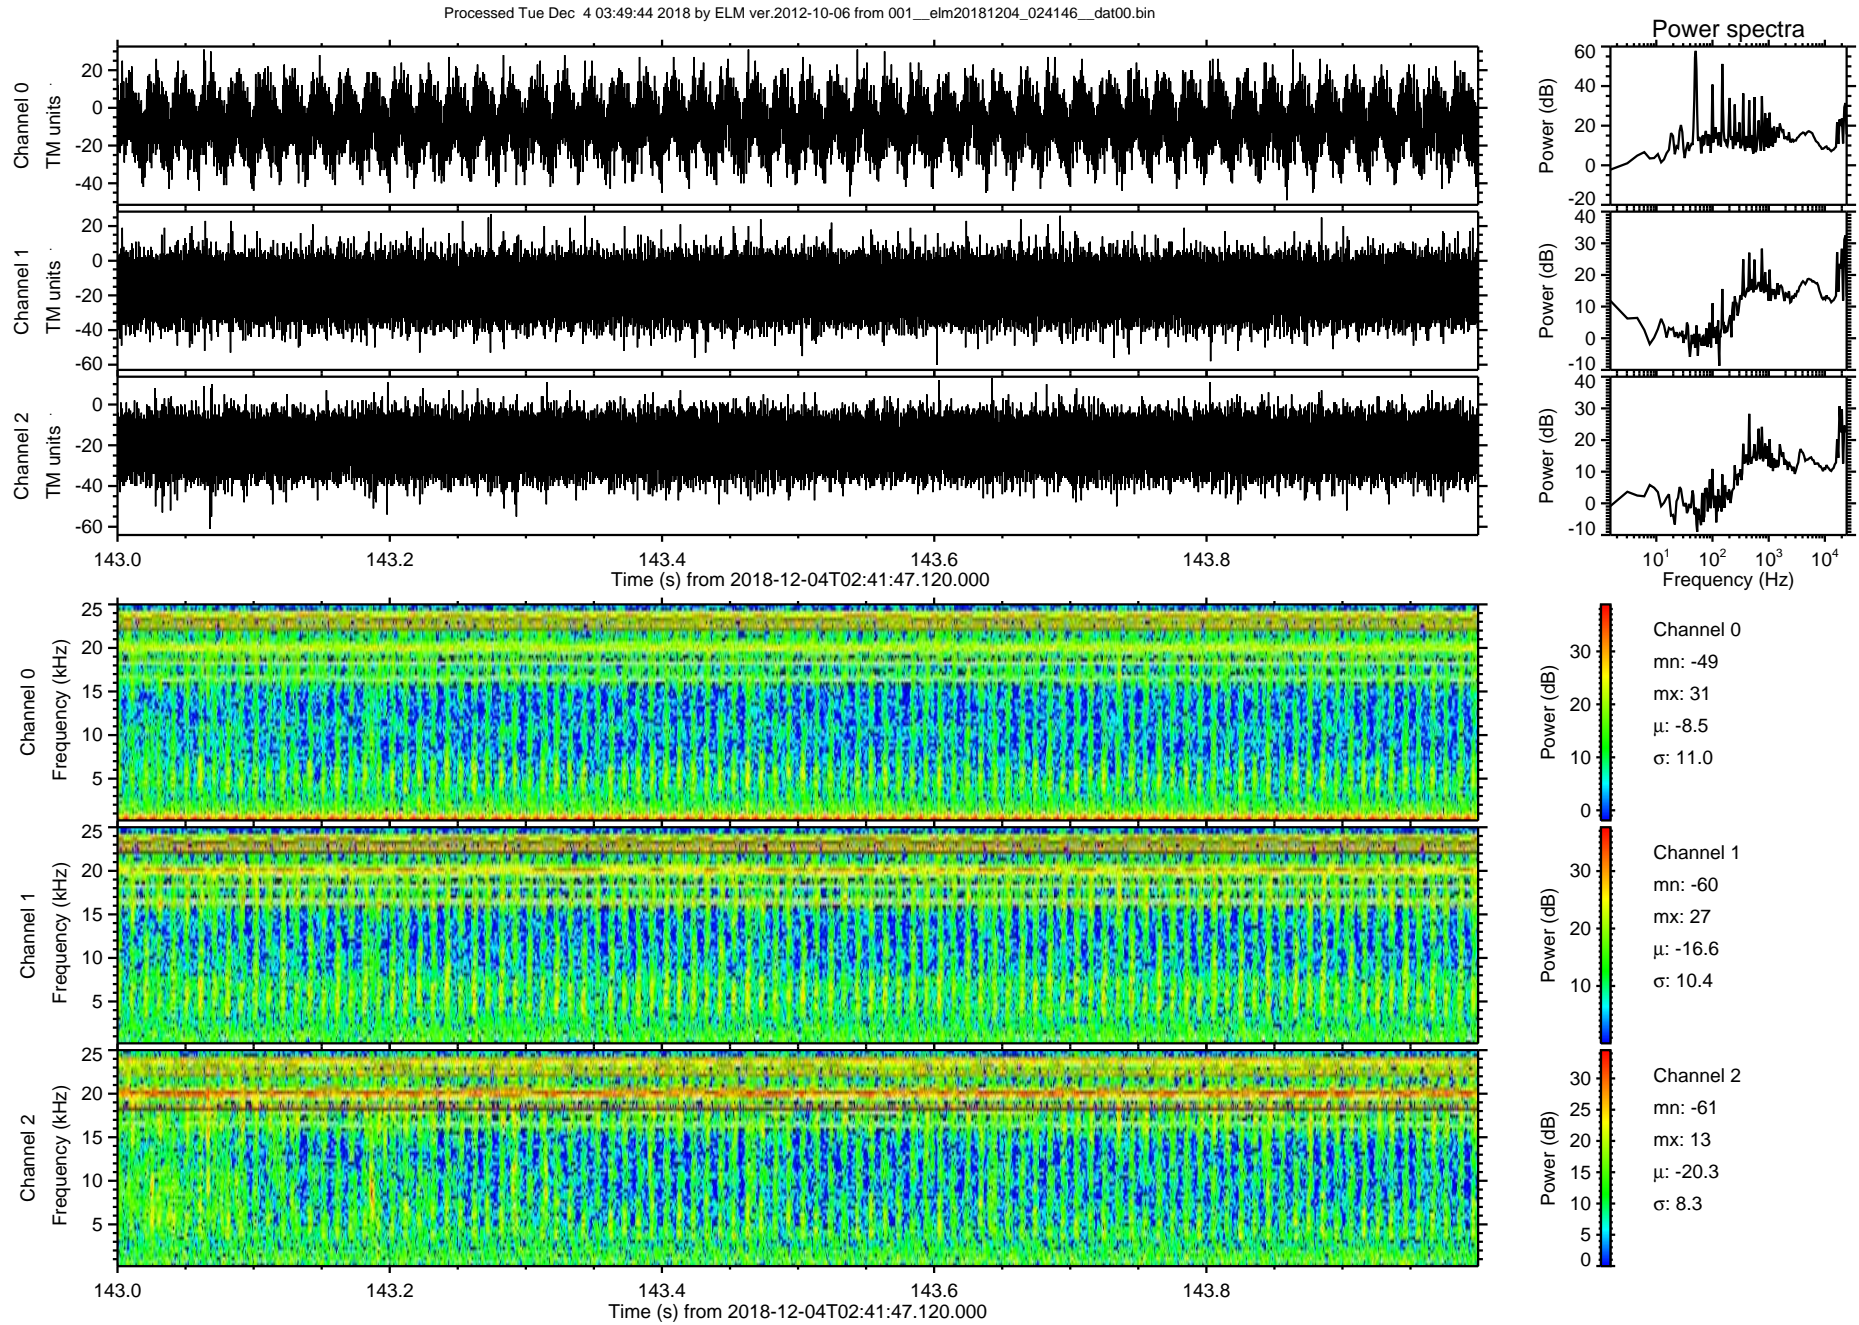 Processed Tue Dec  4 03:49:44 2018 by ELM ver.2012-10-06 from 001__elm20181204_024146__dat00.bin
Power spectra
Channel 0
TM units
20
0
-20
-40
Power (dB)
60
40
20
0
-20
Channel 1
TM units
20
0
-20
-40
-60
Power (dB)
40
30
20
10
0
-10
Channel 2
TM units
0
-20
-40
-60
Power (dB)
40
30
20
10
0
-10
143.0 143.2 143.4 143.6 143.8
Time (s) from 2018-12-04T02:41:47.120.000
10¹ 10² 10³ 10⁴
Frequency (Hz)
Channel 0
Frequency (kHz)
25
20
15
10
5
Power (dB)
30
20
10
0
Channel 0
mn: -49
mx: 31
μ: -8.5
σ: 11.0
Channel 1
Frequency (kHz)
25
20
15
10
5
Power (dB)
30
20
10
Channel 1
mn: -60
mx: 27
μ: -16.6
σ: 10.4
Channel 2
Frequency (kHz)
25
20
15
10
5
Power (dB)
30
25
20
15
10
5
0
Channel 2
mn: -61
mx: 13
μ: -20.3
σ: 8.3
143.0 143.2 143.4 143.6 143.8
Time (s) from 2018-12-04T02:41:47.120.000